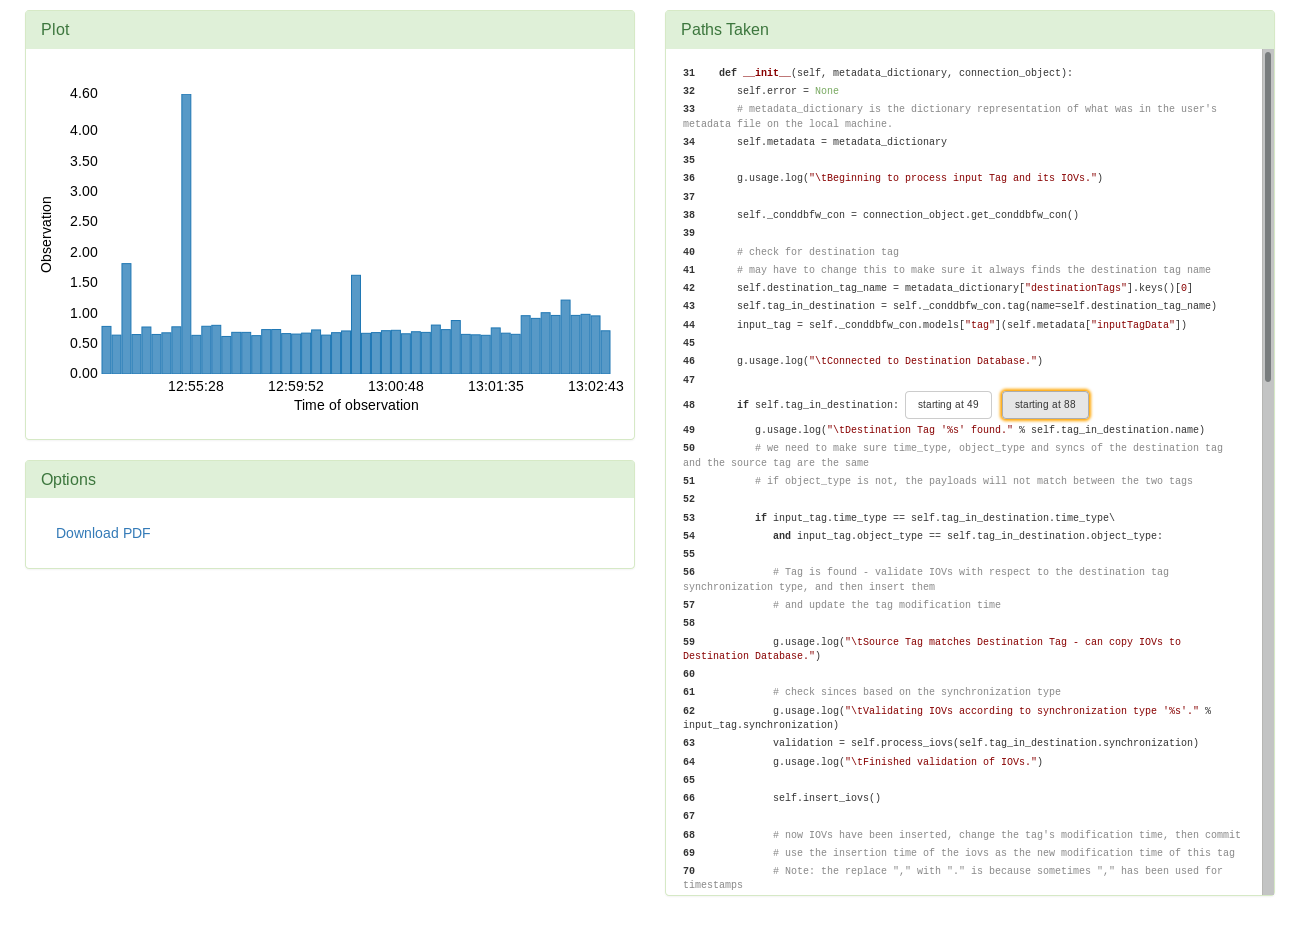 Plot
4.60
4.00
3.50
3.00
2.50
2.00
1.50
1.00
0.50
0.00
Observation
12:55:28 12:59:52 13:00:48 13:01:35 13:02:43
Time of observation
Options
Download PDF
Paths Taken
31 def __init__(self, metadata_dictionary, connection_object):
32 self.error = None
33 # metadata_dictionary is the dictionary representation of what was in the user's
metadata file on the local machine.
34 self.metadata = metadata_dictionary
35
36 g.usage.log("\tBeginning to process input Tag and its IOVs.")
37
38 self._conddbfw_con = connection_object.get_conddbfw_con()
39
40 # check for destination tag
41 # may have to change this to make sure it always finds the destination tag name
42 self.destination_tag_name = metadata_dictionary["destinationTags"].keys()[0]
43 self.tag_in_destination = self._conddbfw_con.tag(name=self.destination_tag_name)
44 input_tag = self._conddbfw_con.models["tag"](self.metadata["inputTagData"])
45
46 g.usage.log("\tConnected to Destination Database.")
47
48 if self.tag_in_destination: starting at 49 starting at 88
49 g.usage.log("\tDestination Tag '%s' found." % self.tag_in_destination.name)
50 # we need to make sure time_type, object_type and syncs of the destination tag
and the source tag are the same
51 # if object_type is not, the payloads will not match between the two tags
52
53 if input_tag.time_type == self.tag_in_destination.time_type\
54 and input_tag.object_type == self.tag_in_destination.object_type:
55
56 # Tag is found - validate IOVs with respect to the destination tag
synchronization type, and then insert them
57 # and update the tag modification time
58
59 g.usage.log("\tSource Tag matches Destination Tag - can copy IOVs to
Destination Database.")
60
61 # check sinces based on the synchronization type
62 g.usage.log("\tValidating IOVs according to synchronization type '%s'." %
input_tag.synchronization)
63 validation = self.process_iovs(self.tag_in_destination.synchronization)
64 g.usage.log("\tFinished validation of IOVs.")
65
66 self.insert_iovs()
67
68 # now IOVs have been inserted, change the tag's modification time, then commit
69 # use the insertion time of the iovs as the new modification time of this tag
70 # Note: the replace "," with "." is because sometimes "," has been used for
timestamps